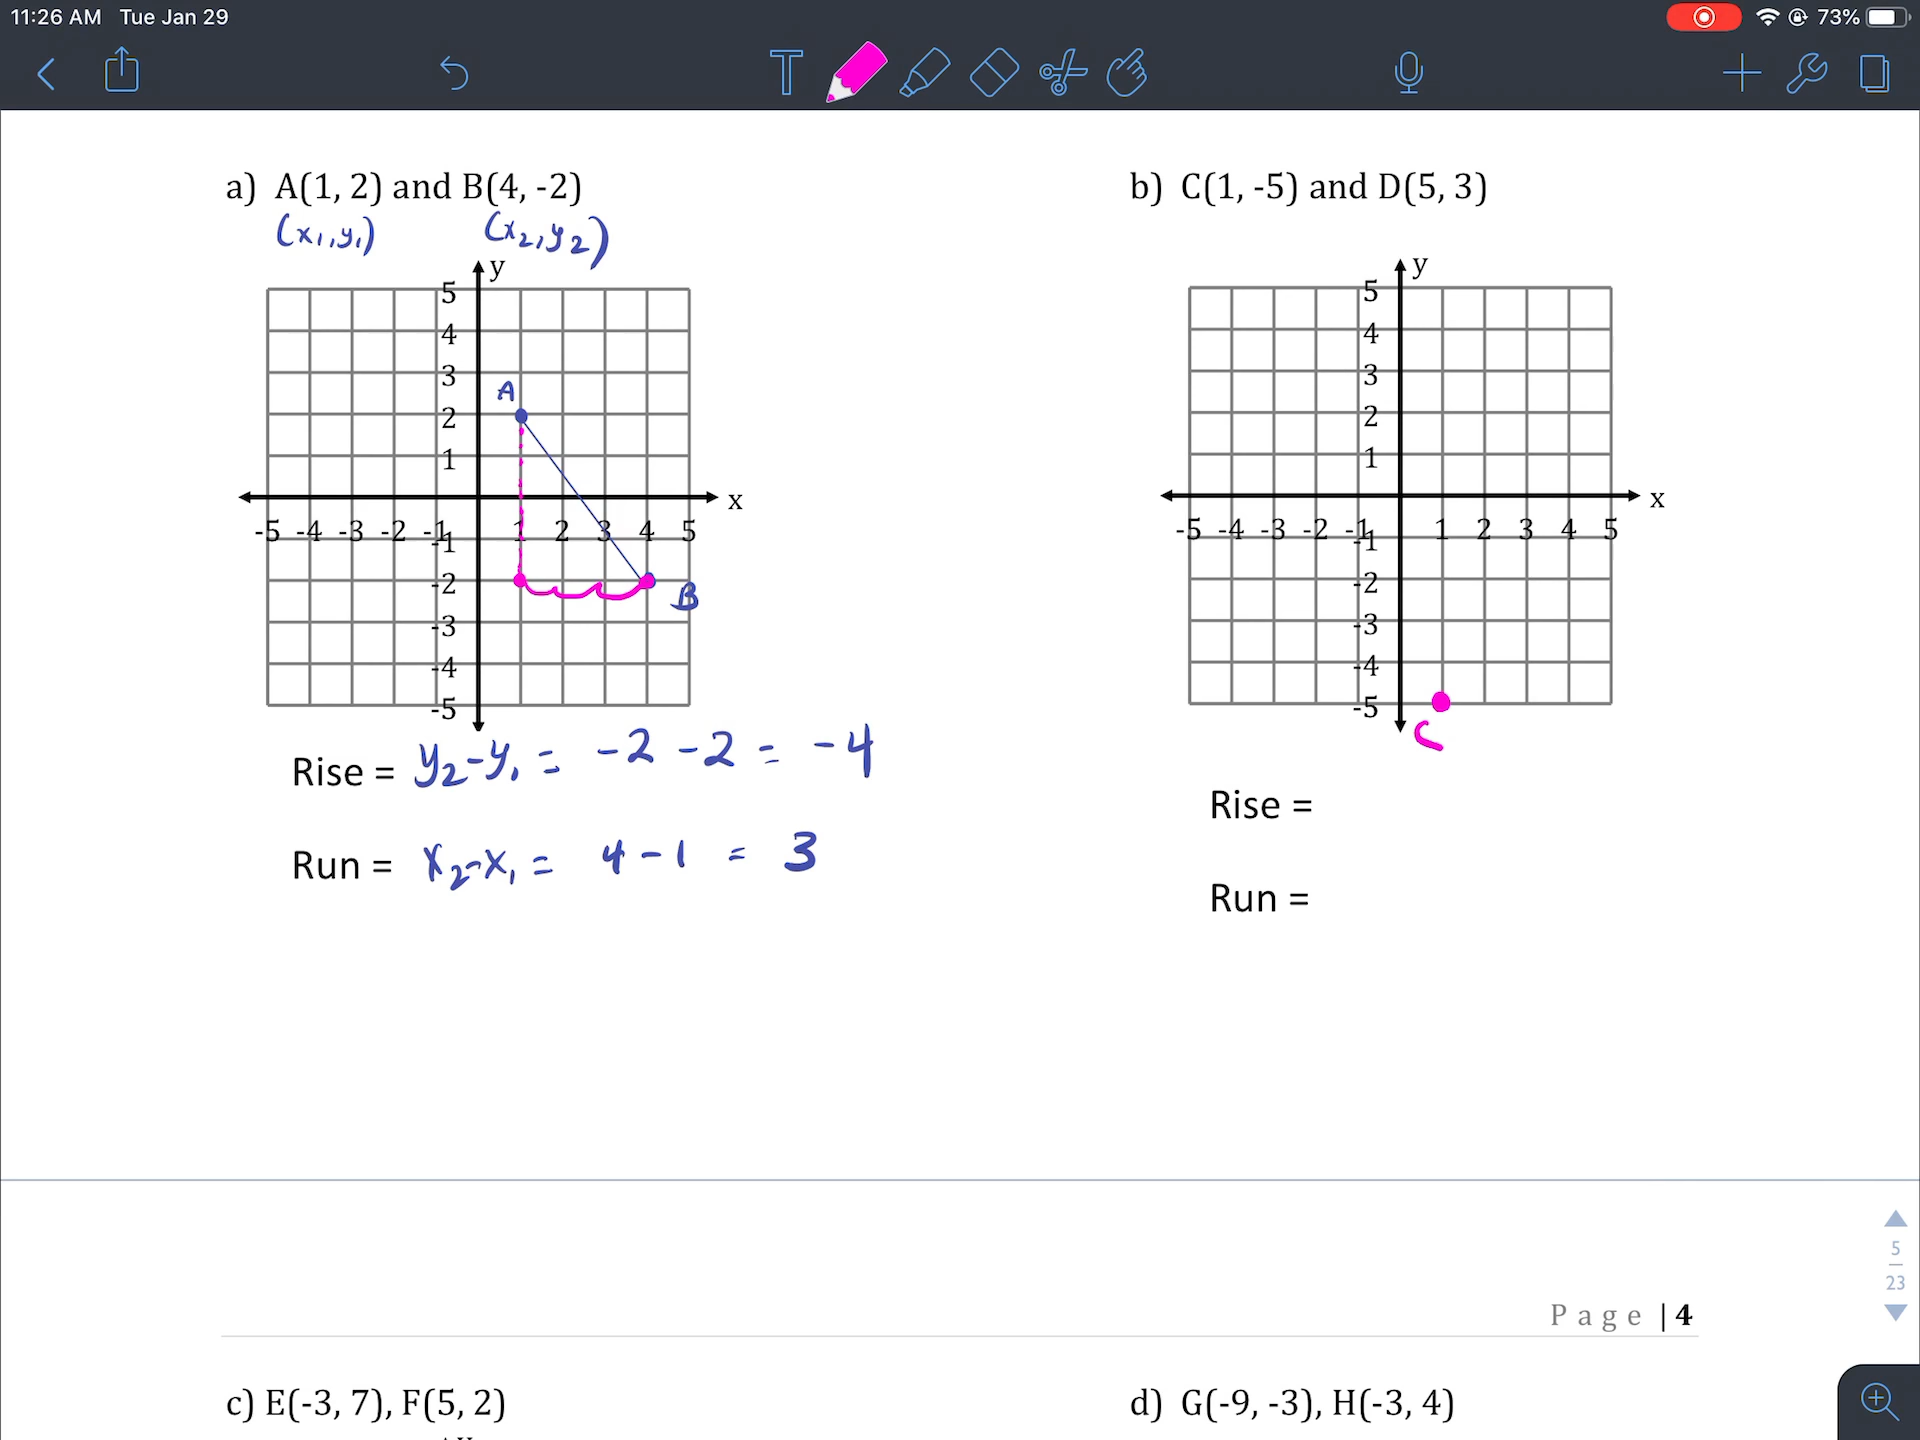 11:26 AM Tue Jan 29
73%
a) A(1, 2) and B(4, -2)
(x₁,y₁) (x₂,y₂)
y
5
4
3
A
2
1
x
-5 -4 -3 -2 -1 1 2 3 4 5
-1
-2
B
-3
-4
-5
Rise = y₂-y₁ = -2 -2 = -4
Run = x₂-x₁ = 4 - 1 = 3
b) C(1, -5) and D(5, 3)
y
5
4
3
2
1
x
-5 -4 -3 -2 -1 1 2 3 4 5
-1
-2
-3
-4
-5
C
Rise =
Run =
5
23
Page |4
c) E(-3, 7), F(5, 2)
d) G(-9, -3), H(-3, 4)